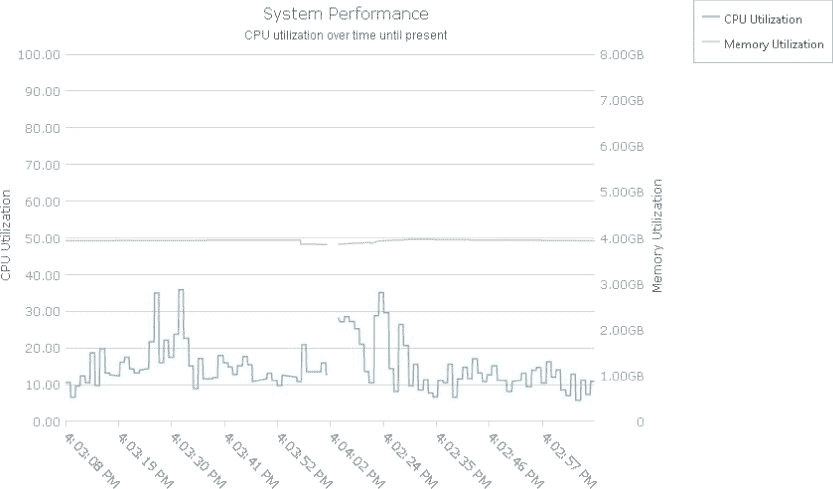 System Performance
CPU utilization over time until present
CPU Utilization
Memory Utilization
100.00
90.00
80.00
70.00
60.00
50.00
40.00
30.00
20.00
10.00
0.00
CPU Utilization
8.00GB
7.00GB
6.00GB
5.00GB
4.00GB
3.00GB
2.00GB
1.00GB
0
Memory Utilization
4:03:08 PM
4:03:19 PM
4:03:30 PM
4:03:41 PM
4:03:52 PM
4:04:02 PM
4:02:24 PM
4:02:35 PM
4:02:46 PM
4:02:57 PM